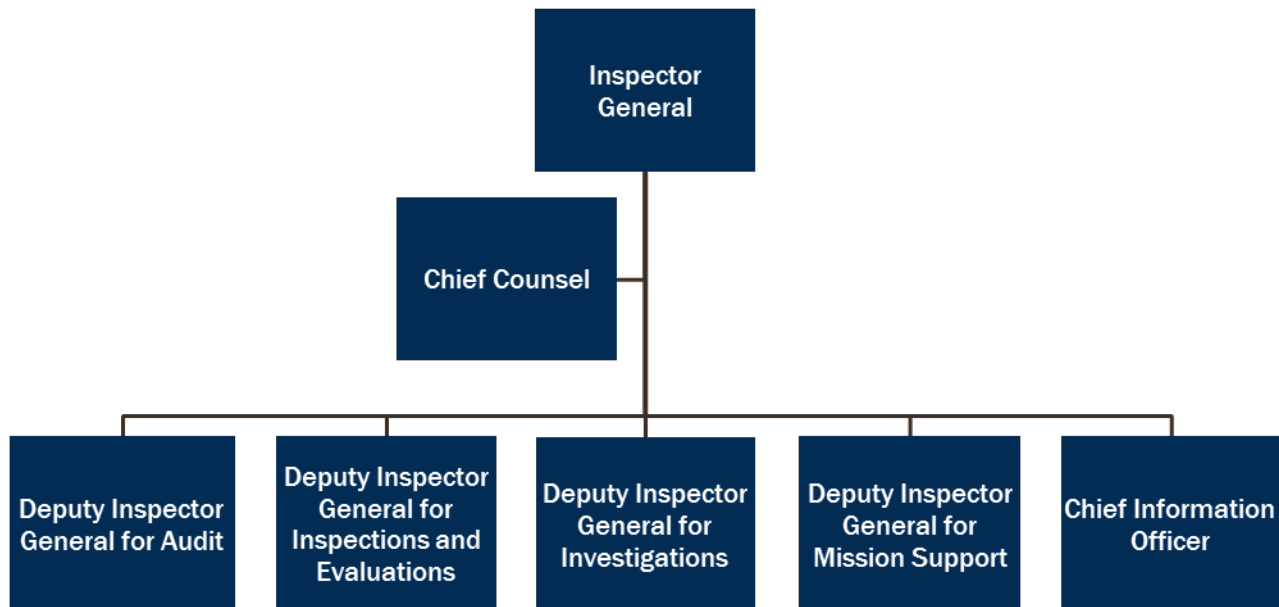 Inspector
General
Chief Counsel
Deputy Inspector
General for Audit
Deputy Inspector
General for
Inspections and
Evaluations
Deputy Inspector
General for
Investigations
Deputy Inspector
General for
Mission Support
Chief Information
Officer